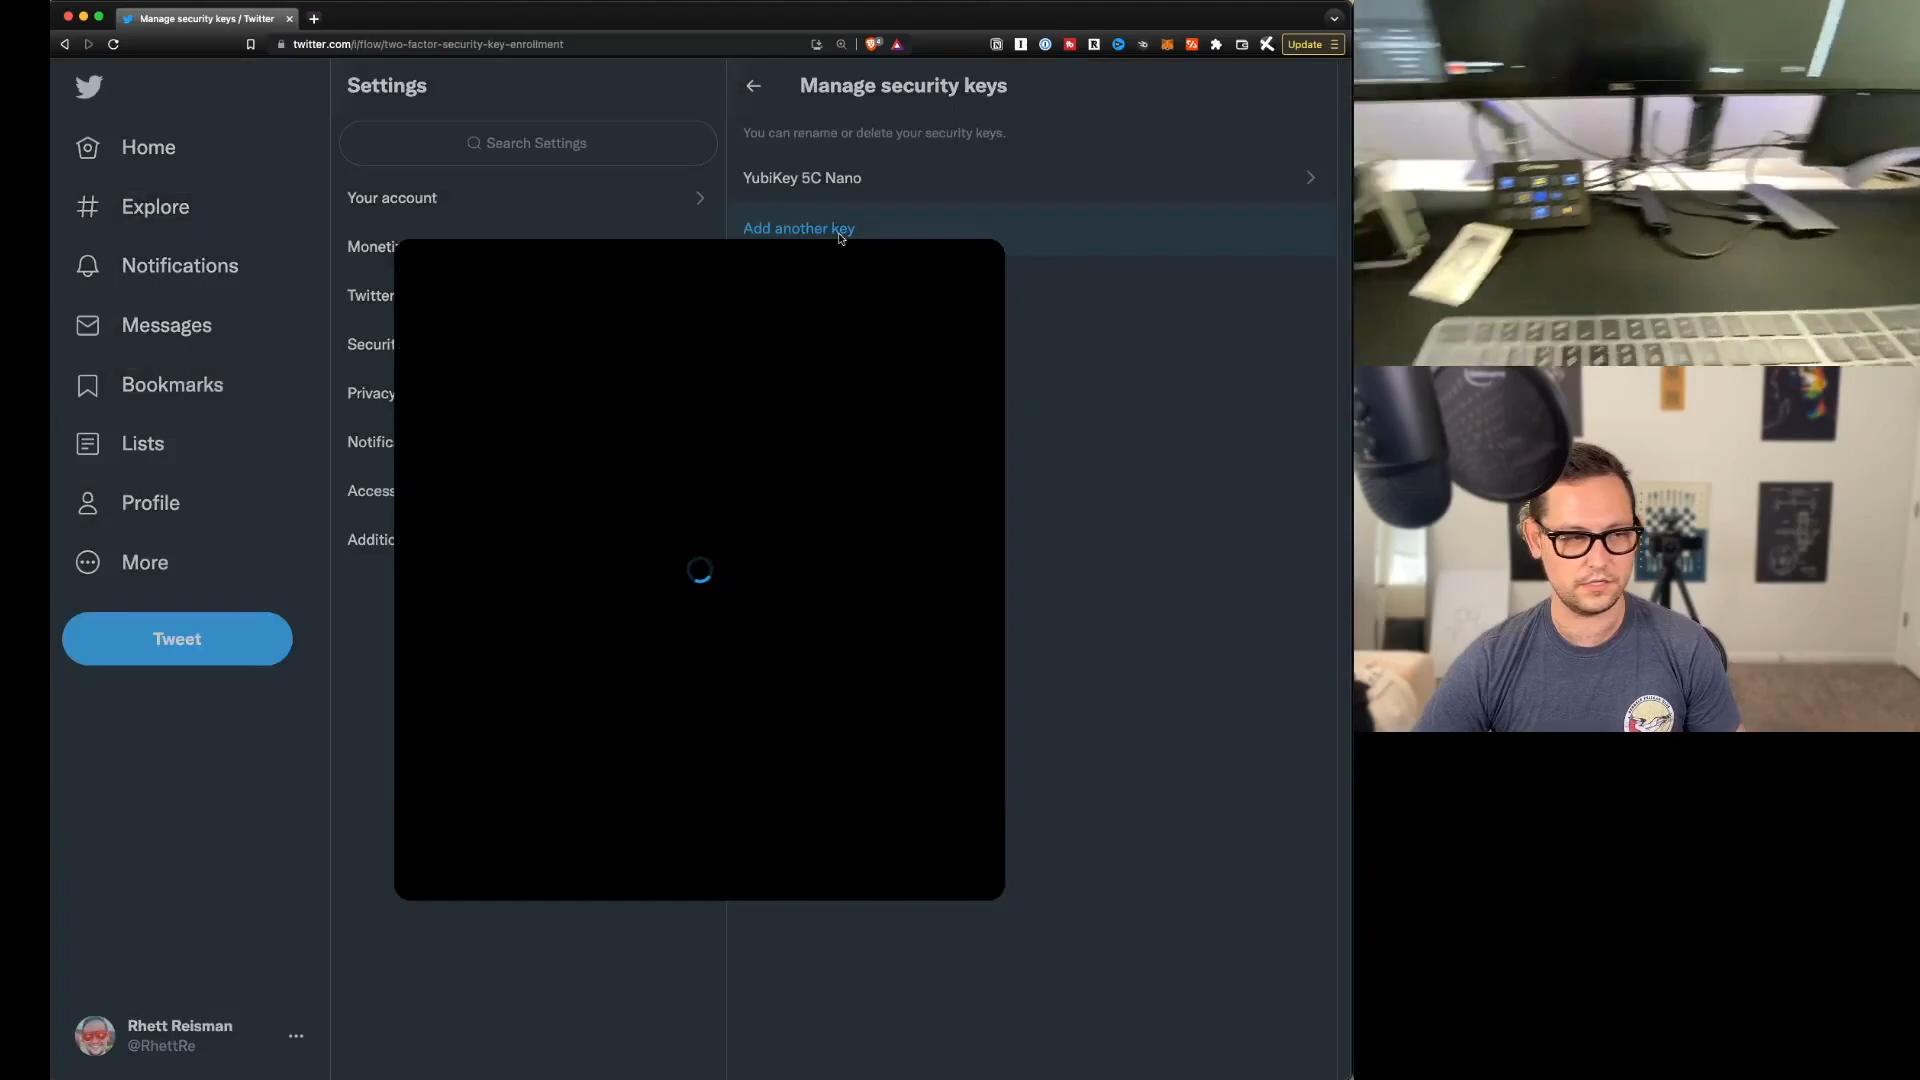 Manage security keys / Twitter
twitter.com/i/flow/two-factor-security-key-enrollment
Update
Home
Explore
Notifications
Messages
Bookmarks
Lists
Profile
More
Tweet
Rhett Reisman
@RhettRe
Settings
Search Settings
Your account
Moneti
Twitter
Securit
Privacy
Notific
Access
Additic
Manage security keys
You can rename or delete your security keys.
YubiKey 5C Nano
Add another key